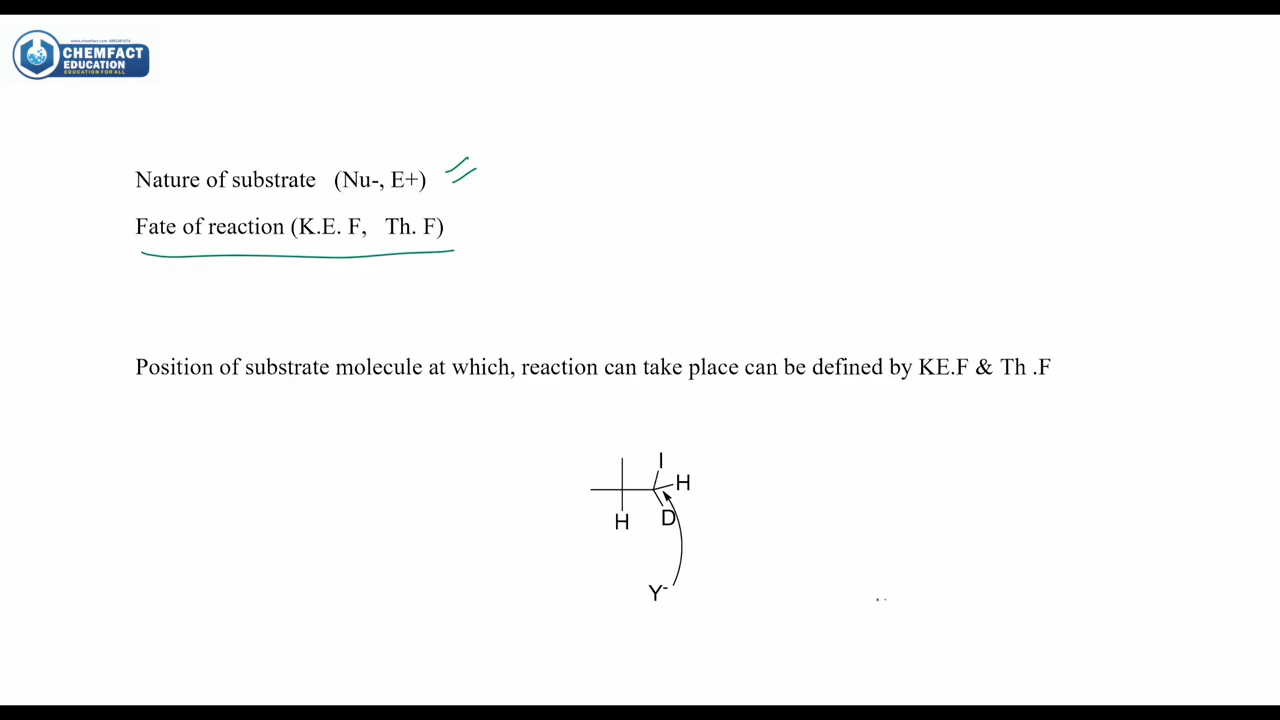 CHEMFACT
EDUCATION
EDUCATION FOR ALL
Nature of substrate (Nu-, E+)
Fate of reaction (K.E. F, Th. F)
Position of substrate molecule at which, reaction can take place can be defined by KE.F & Th .F
I
H
H D
Y-